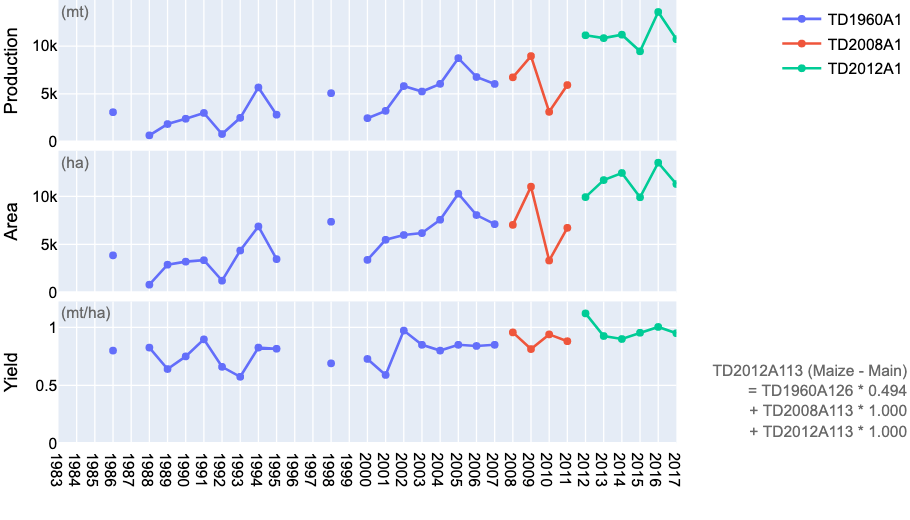 (mt)
Production
10k
5k
0
TD1960A1
TD2008A1
TD2012A1
(ha)
Area
10k
5k
0
(mt/ha)
Yield
1
0.5
0
TD2012A113 (Maize - Main)
= TD1960A126 * 0.494
+ TD2008A113 * 1.000
+ TD2012A113 * 1.000
1983
1984
1985
1986
1987
1988
1989
1990
1991
1992
1993
1994
1995
1996
1997
1998
1999
2000
2001
2002
2003
2004
2005
2006
2007
2008
2009
2010
2011
2012
2013
2014
2015
2016
2017